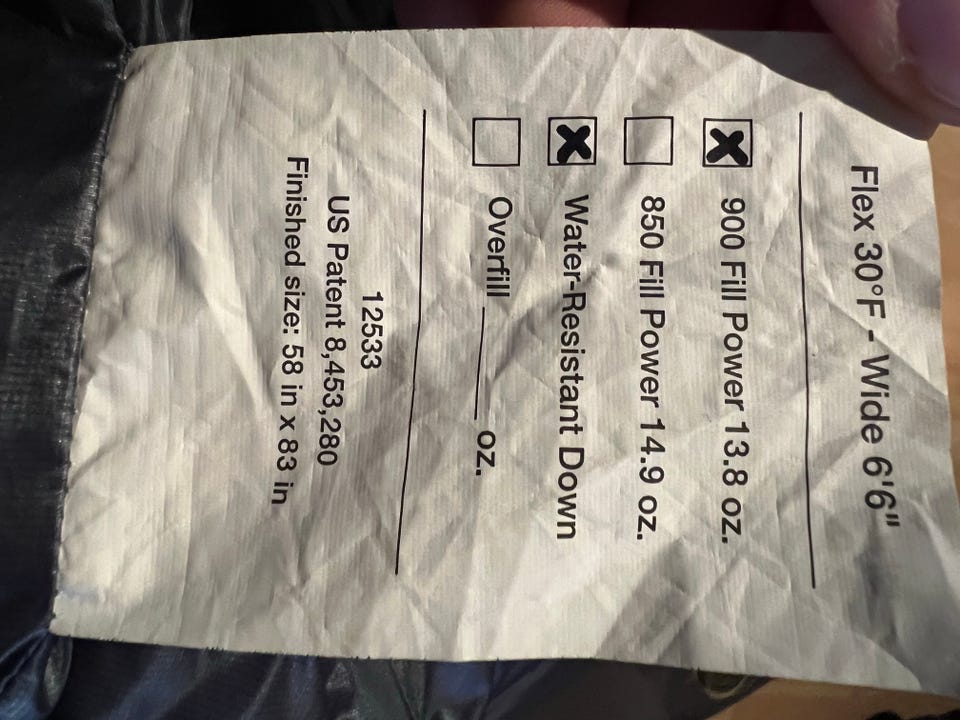 Flex 30°F - Wide 6'6"
900 Fill Power 13.8 oz.
850 Fill Power 14.9 oz.
Water-Resistant Down
Overfill ______ oz.
12533
US Patent 8,453,280
Finished size: 58 in x 83 in